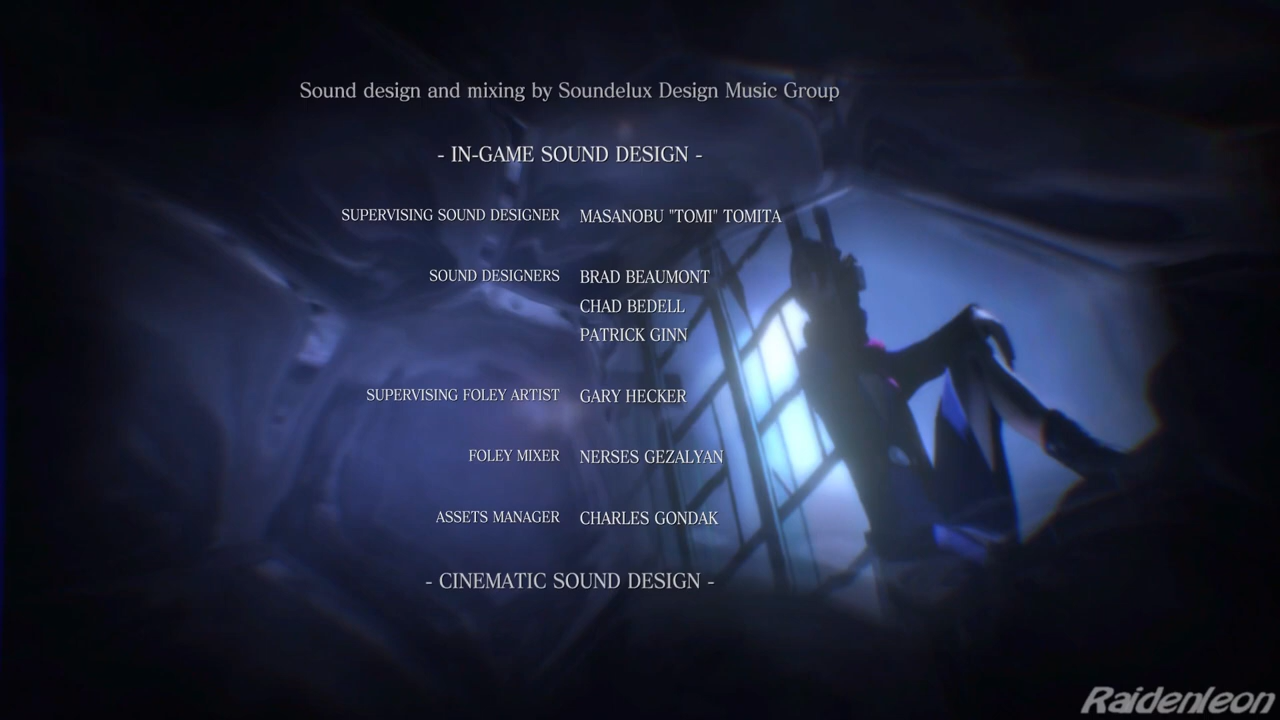 Sound design and mixing by Soundelux Design Music Group
- IN-GAME SOUND DESIGN -
SUPERVISING SOUND DESIGNER MASANOBU "TOMI" TOMITA
SOUND DESIGNERS BRAD BEAUMONT
CHAD BEDELL
PATRICK GINN
SUPERVISING FOLEY ARTIST GARY HECKER
FOLEY MIXER NERSES GEZALYAN
ASSETS MANAGER CHARLES GONDAK
- CINEMATIC SOUND DESIGN -
Raidenleon